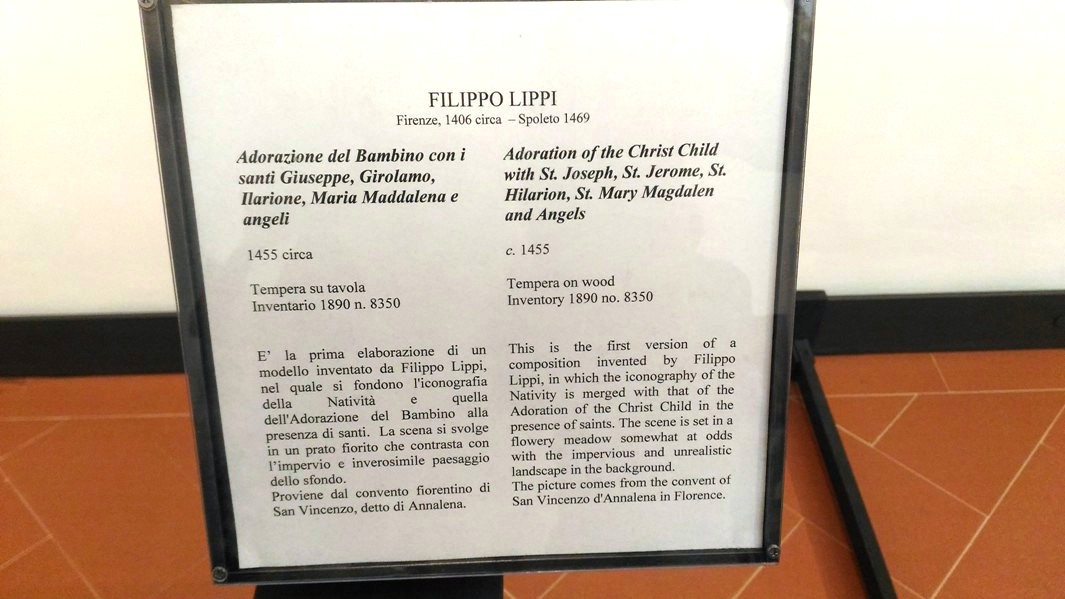 FILIPPO LIPPI
Firenze, 1406 circa – Spoleto 1469
Adorazione del Bambino con i
santi Giuseppe, Girolamo,
Ilarione, Maria Maddalena e
angeli
1455 circa
Tempera su tavola
Inventario 1890 n. 8350
E’ la prima elaborazione di un
modello inventato da Filippo Lippi,
nel quale si fondono l'iconografia
della Natività e quella
dell'Adorazione del Bambino alla
presenza di santi. La scena si svolge
in un prato fiorito che contrasta con
l’impervio e inverosimile paesaggio
dello sfondo.
Proviene dal convento fiorentino di
San Vincenzo, detto di Annalena.
Adoration of the Christ Child
with St. Joseph, St. Jerome, St.
Hilarion, St. Mary Magdalen
and Angels
c. 1455
Tempera on wood
Inventory 1890 no. 8350
This is the first version of a
composition invented by Filippo
Lippi, in which the iconography of the
Nativity is merged with that of the
Adoration of the Christ Child in the
presence of saints. The scene is set in a
flowery meadow somewhat at odds
with the impervious and unrealistic
landscape in the background.
The picture comes from the convent of
San Vincenzo d'Annalena in Florence.